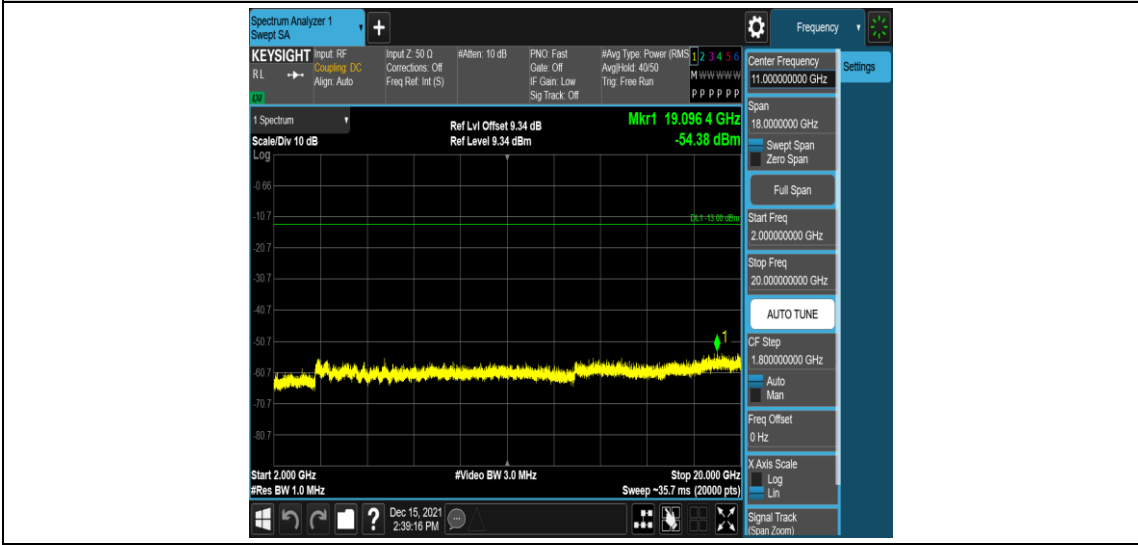 Spectrum Analyzer 1
Swept SA
+
Frequency
KEYSIGHT
Input: RF
Coupling: DC
Align: Auto
RL
LM
Input Z: 50 Ω
Corrections: Off
Freq Ref: Int (S)
#Atten: 10 dB
PNO: Fast
Gate: Off
IF Gain: Low
Sig Track: Off
#Avg Type: Power (RMS
Avg|Hold: 40/50
Trig: Free Run
1 2 3 4 5 6
M W W W W W
P P P P P P
1 Spectrum
Scale/Div 10 dB
Log
Ref Lvl Offset 9.34 dB
Ref Level 9.34 dBm
Mkr1 19.096 4 GHz
-54.38 dBm
-0.66
-10.7
DL1 -13.00 dBm
-20.7
-30.7
-40.7
-50.7
1
-60.7
-70.7
-80.7
Start 2.000 GHz
#Video BW 3.0 MHz
Stop 20.000 GHz
#Res BW 1.0 MHz
Sweep ~35.7 ms (20000 pts)
?
Dec 15, 2021
2:39:16 PM
Center Frequency
11.000000000 GHz
Settings
Span
18.0000000 GHz
Swept Span
Zero Span
Full Span
Start Freq
2.000000000 GHz
Stop Freq
20.000000000 GHz
AUTO TUNE
CF Step
1.800000000 GHz
Auto
Man
Freq Offset
0 Hz
X Axis Scale
Log
Lin
Signal Track
(Span Zoom)